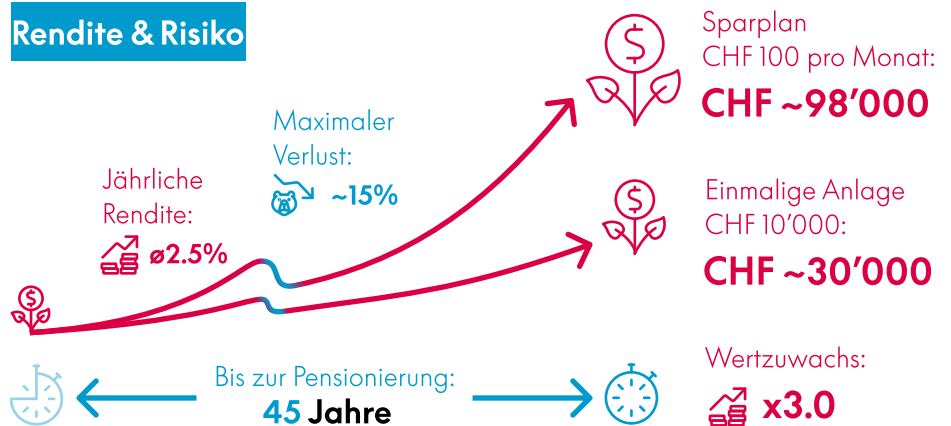 Rendite & Risiko
Sparplan
CHF 100 pro Monat:
CHF ~98’000
Maximaler
Verlust:
~15%
Jährliche
Rendite:
ø2.5%
Einmalige Anlage
CHF 10’000:
CHF ~30’000
Bis zur Pensionierung:
45 Jahre
Wertzuwachs:
x3.0